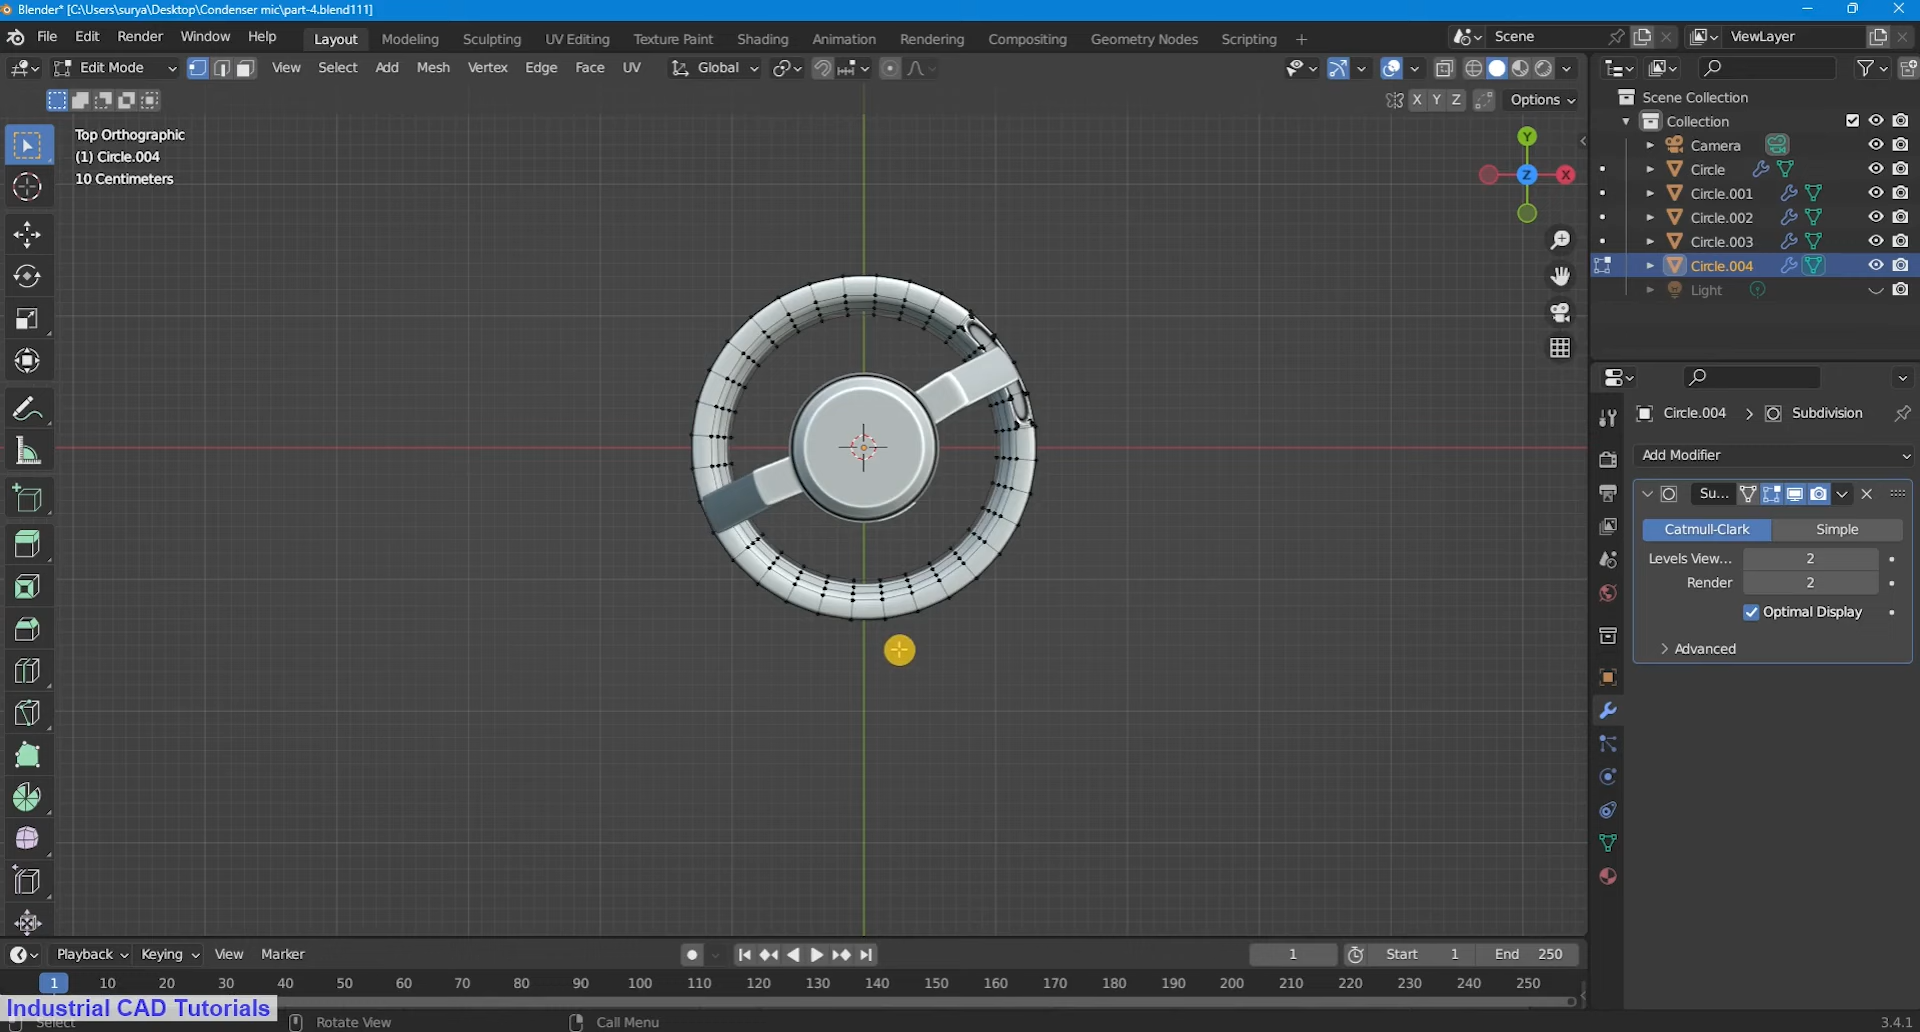 Blender* [C:\Users\surya\Desktop\Condenser mic\part-4.blend111]
File Edit Render Window Help Layout Modeling Sculpting UV Editing Texture Paint Shading Animation Rendering Compositing Geometry Nodes Scripting + Scene ViewLayer
Edit Mode View Select Add Mesh Vertex Edge Face UV Global
X Y Z Options
Top Orthographic
(1) Circle.004
10 Centimeters
Y
Z X
Scene Collection
Collection
Camera
Circle
Circle.001
Circle.002
Circle.003
Circle.004
Light
Circle.004 > Subdivision
Add Modifier
Su...
Catmull-Clark Simple
Levels View... 2
Render 2
Optimal Display
Advanced
Playback Keying View Marker 1 Start 1 End 250
1 10 20 30 40 50 60 70 80 90 100 110 120 130 140 150 160 170 180 190 200 210 220 230 240 250
Industrial CAD Tutorials
Select Rotate View Call Menu 3.4.1